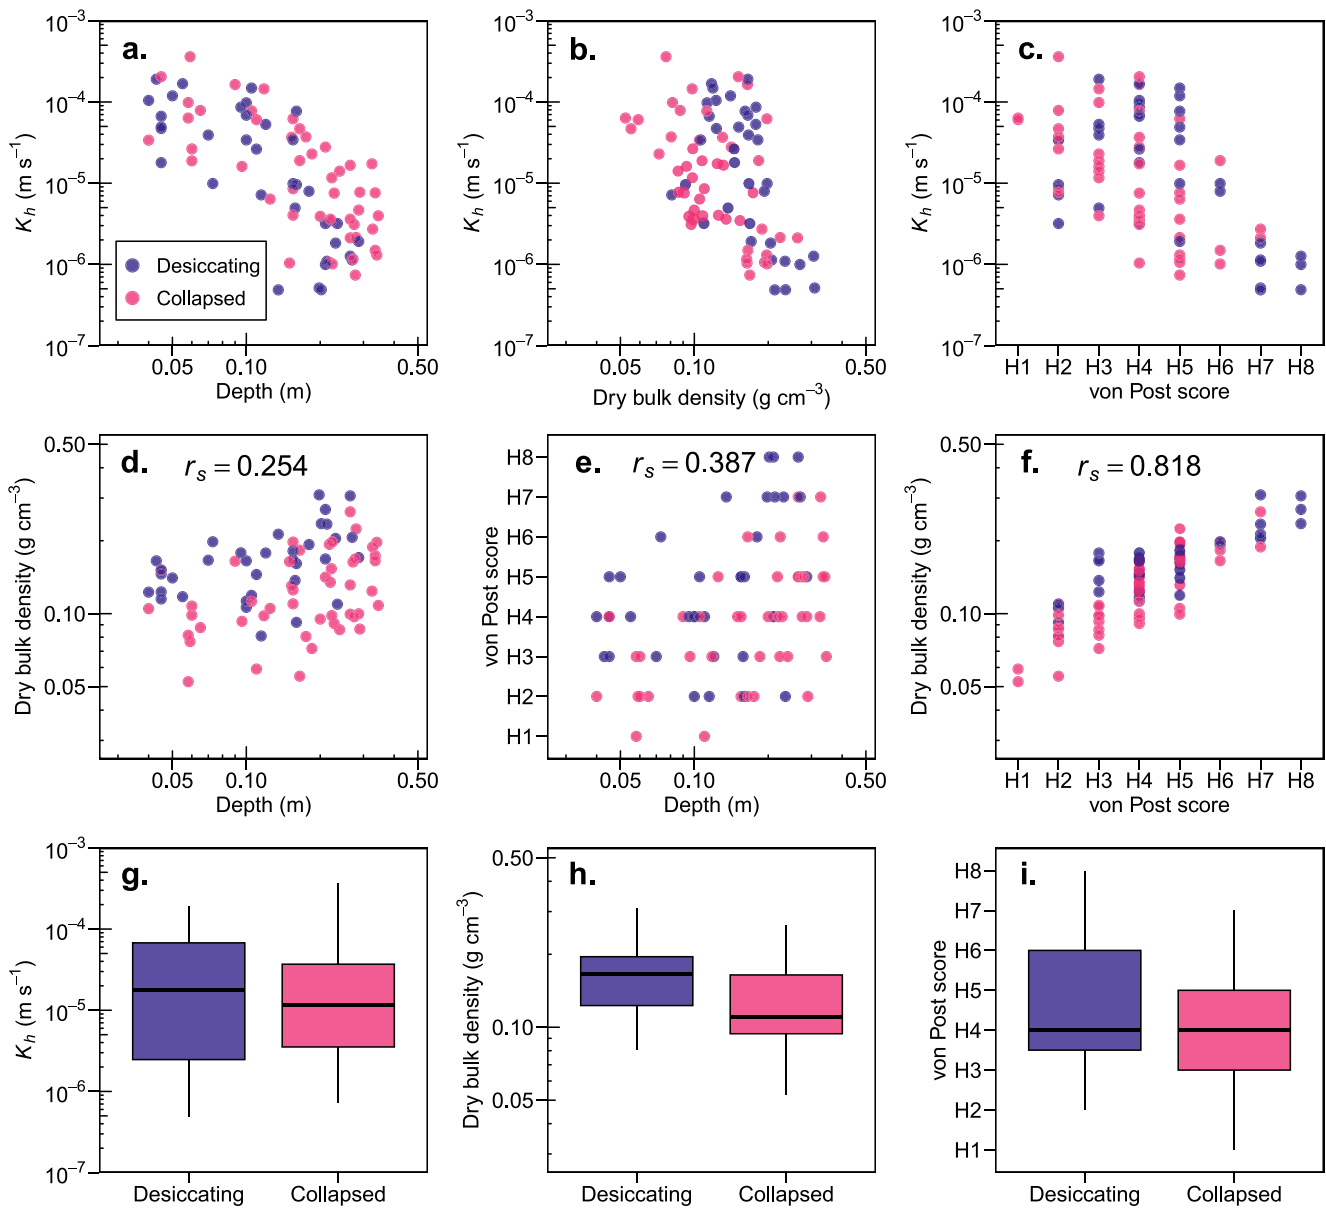 a.
10⁻³
10⁻⁴
10⁻⁵
10⁻⁶
10⁻⁷
K_h (m s⁻¹)
Desiccating
Collapsed
0.05 0.10 0.50
Depth (m)
b.
10⁻³
10⁻⁴
10⁻⁵
10⁻⁶
10⁻⁷
K_h (m s⁻¹)
0.05 0.10 0.50
Dry bulk density (g cm⁻³)
c.
10⁻³
10⁻⁴
10⁻⁵
10⁻⁶
10⁻⁷
K_h (m s⁻¹)
H1 H2 H3 H4 H5 H6 H7 H8
von Post score
d. r_s = 0.254
0.50
0.10
0.05
Dry bulk density (g cm⁻³)
0.05 0.10 0.50
Depth (m)
e. r_s = 0.387
H8
H7
H6
H5
H4
H3
H2
H1
von Post score
0.05 0.10 0.50
Depth (m)
f. r_s = 0.818
0.50
0.10
0.05
Dry bulk density (g cm⁻³)
H1 H2 H3 H4 H5 H6 H7 H8
von Post score
g.
10⁻³
10⁻⁴
10⁻⁵
10⁻⁶
10⁻⁷
K_h (m s⁻¹)
Desiccating Collapsed
h.
0.50
0.10
0.05
Dry bulk density (g cm⁻³)
Desiccating Collapsed
i.
H8
H7
H6
H5
H4
H3
H2
H1
von Post score
Desiccating Collapsed